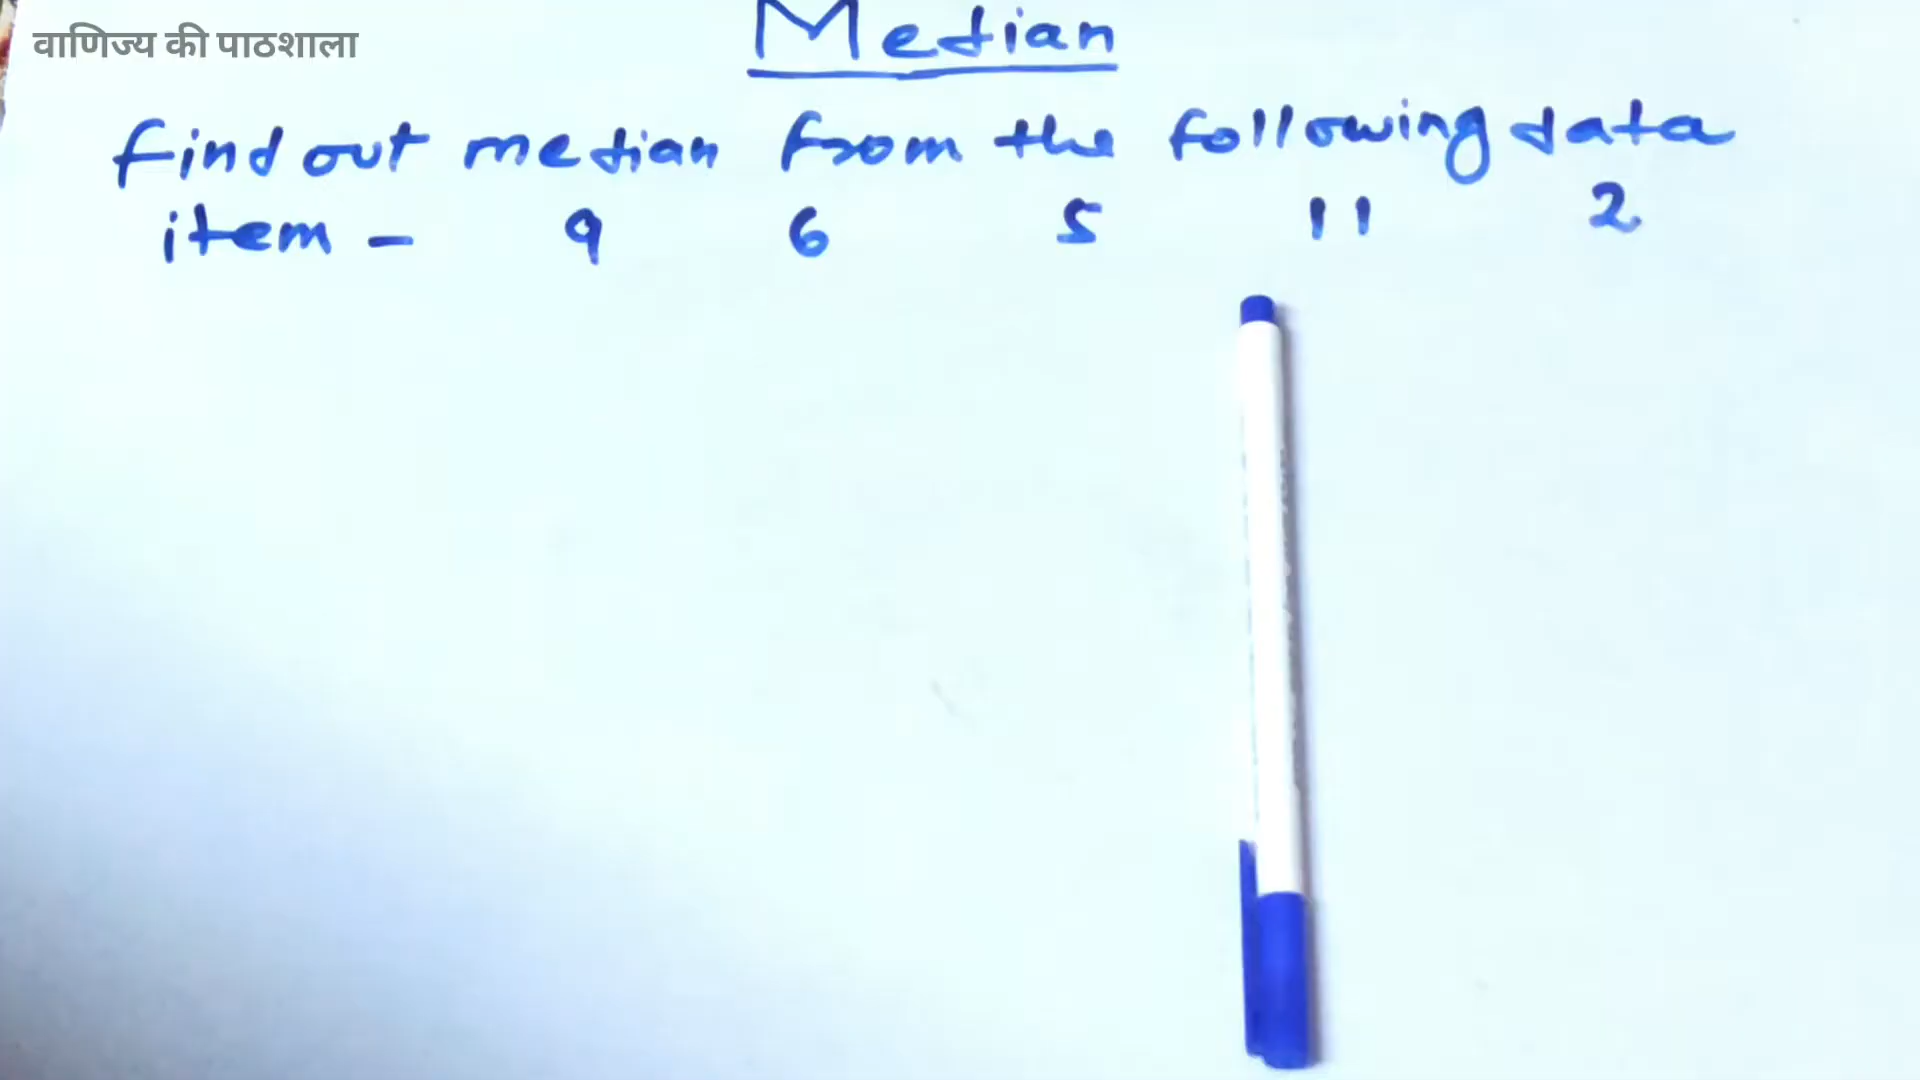 वाणिज्य की पाठशाला
Median
find out median from the following data
item - 9 6 5 11 2